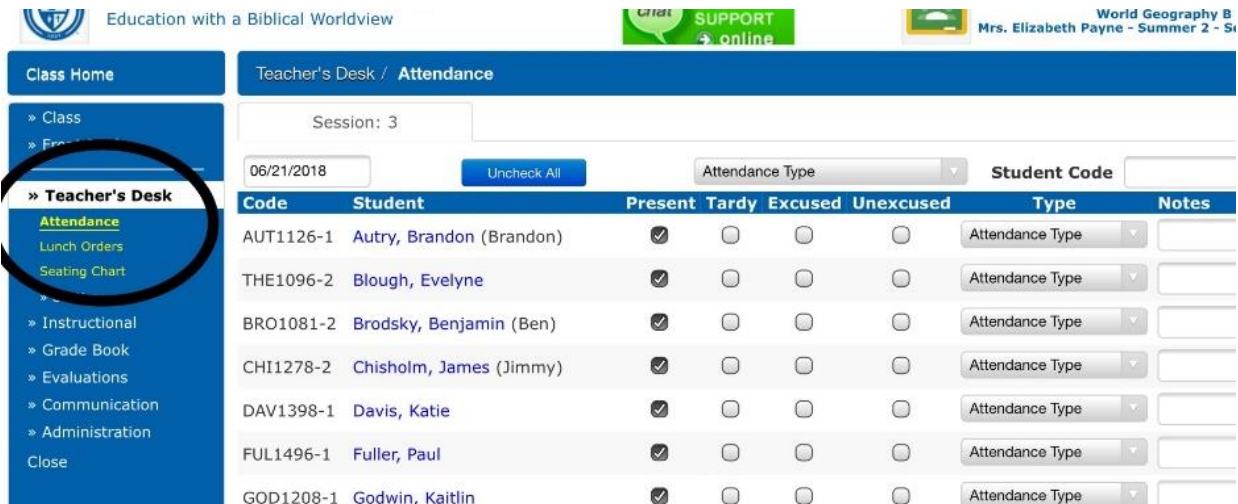 Education with a Biblical Worldview
chat SUPPORT
online
World Geography B
Mrs. Elizabeth Payne - Summer 2 -
Class Home
Teacher's Desk / Attendance
» Class
Session: 3
» Teacher's Desk
Attendance
Lunch Orders
Seating Chart
» Instructional
» Grade Book
» Evaluations
» Communication
» Administration
Close
06/21/2018 Uncheck All Attendance Type Student Code
Code Student Present Tardy Excused Unexcused Type Notes
AUT1126-1 Autry, Brandon (Brandon) Attendance Type
THE1096-2 Blough, Evelyne Attendance Type
BRO1081-2 Brodsky, Benjamin (Ben) Attendance Type
CHI1278-2 Chisholm, James (Jimmy) Attendance Type
DAV1398-1 Davis, Katie Attendance Type
FUL1496-1 Fuller, Paul Attendance Type
GOD1208-1 Godwin, Kaitlin Attendance Type